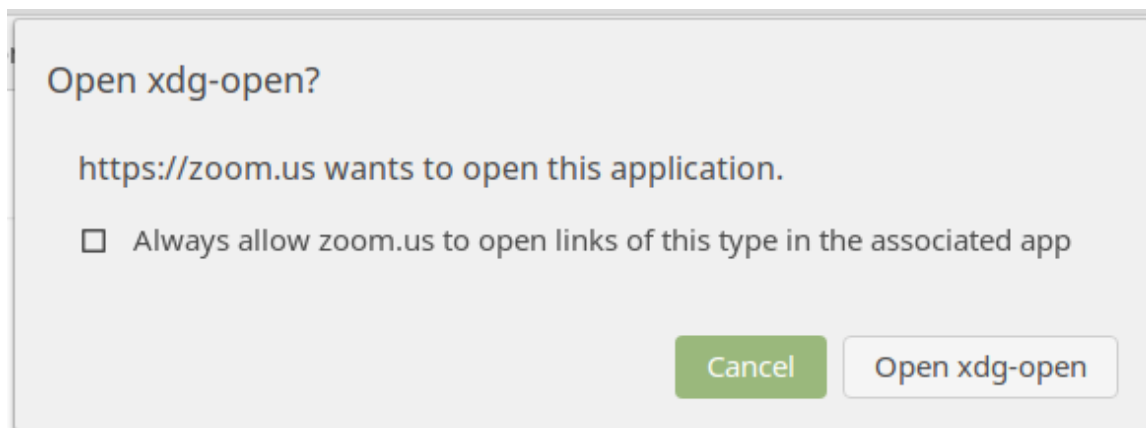 Open xdg-open?
https://zoom.us wants to open this application.
Always allow zoom.us to open links of this type in the associated app
Cancel
Open xdg-open